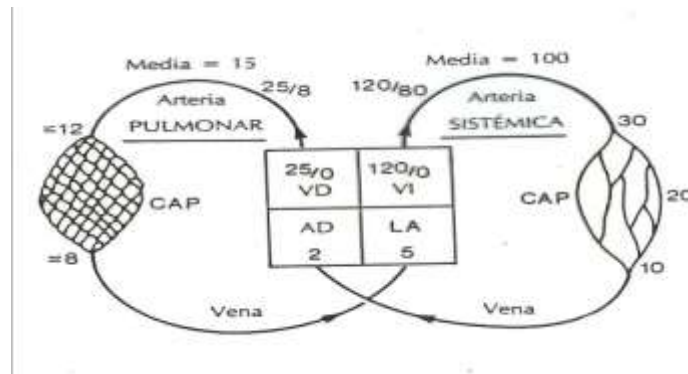 Media = 15
Media = 100
25/8
120/80
Arteria
PULMONAR
Arteria
SISTÉMICA
=12
30
25/0
VD
120/0
VI
CAP
CAP
20
AD
2
LA
5
=8
10
Vena
Vena